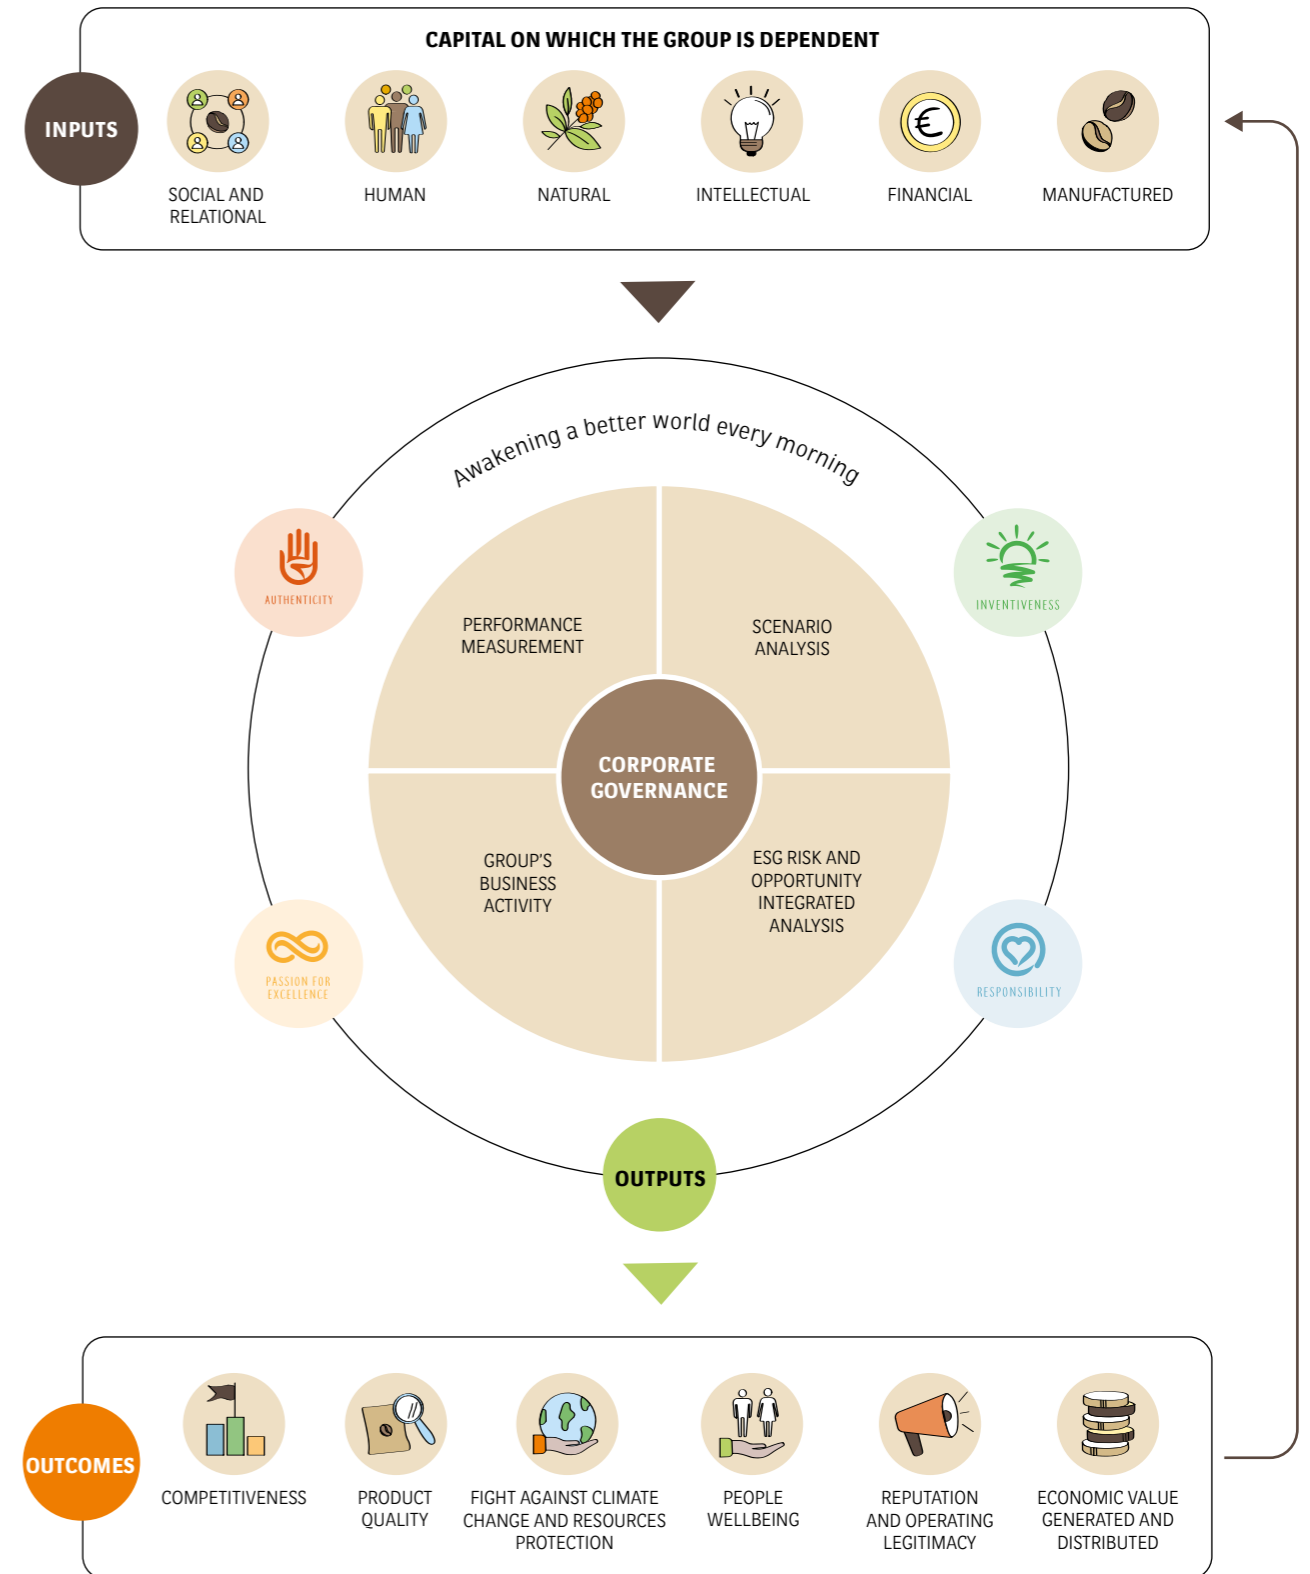 CAPITAL ON WHICH THE GROUP IS DEPENDENT
INPUTS
SOCIAL AND
RELATIONAL
HUMAN
NATURAL
INTELLECTUAL
FINANCIAL
MANUFACTURED
Awakening a better world every morning
AUTHENTICITY
INVENTIVENESS
PERFORMANCE
MEASUREMENT
SCENARIO
ANALYSIS
CORPORATE
GOVERNANCE
GROUP'S
BUSINESS
ACTIVITY
ESG RISK AND
OPPORTUNITY
INTEGRATED
ANALYSIS
PASSION FOR
EXCELLENCE
RESPONSIBILITY
OUTPUTS
OUTCOMES
COMPETITIVENESS
PRODUCT
QUALITY
FIGHT AGAINST CLIMATE
CHANGE AND RESOURCES
PROTECTION
PEOPLE
WELLBEING
REPUTATION
AND OPERATING
LEGITIMACY
ECONOMIC VALUE
GENERATED AND
DISTRIBUTED